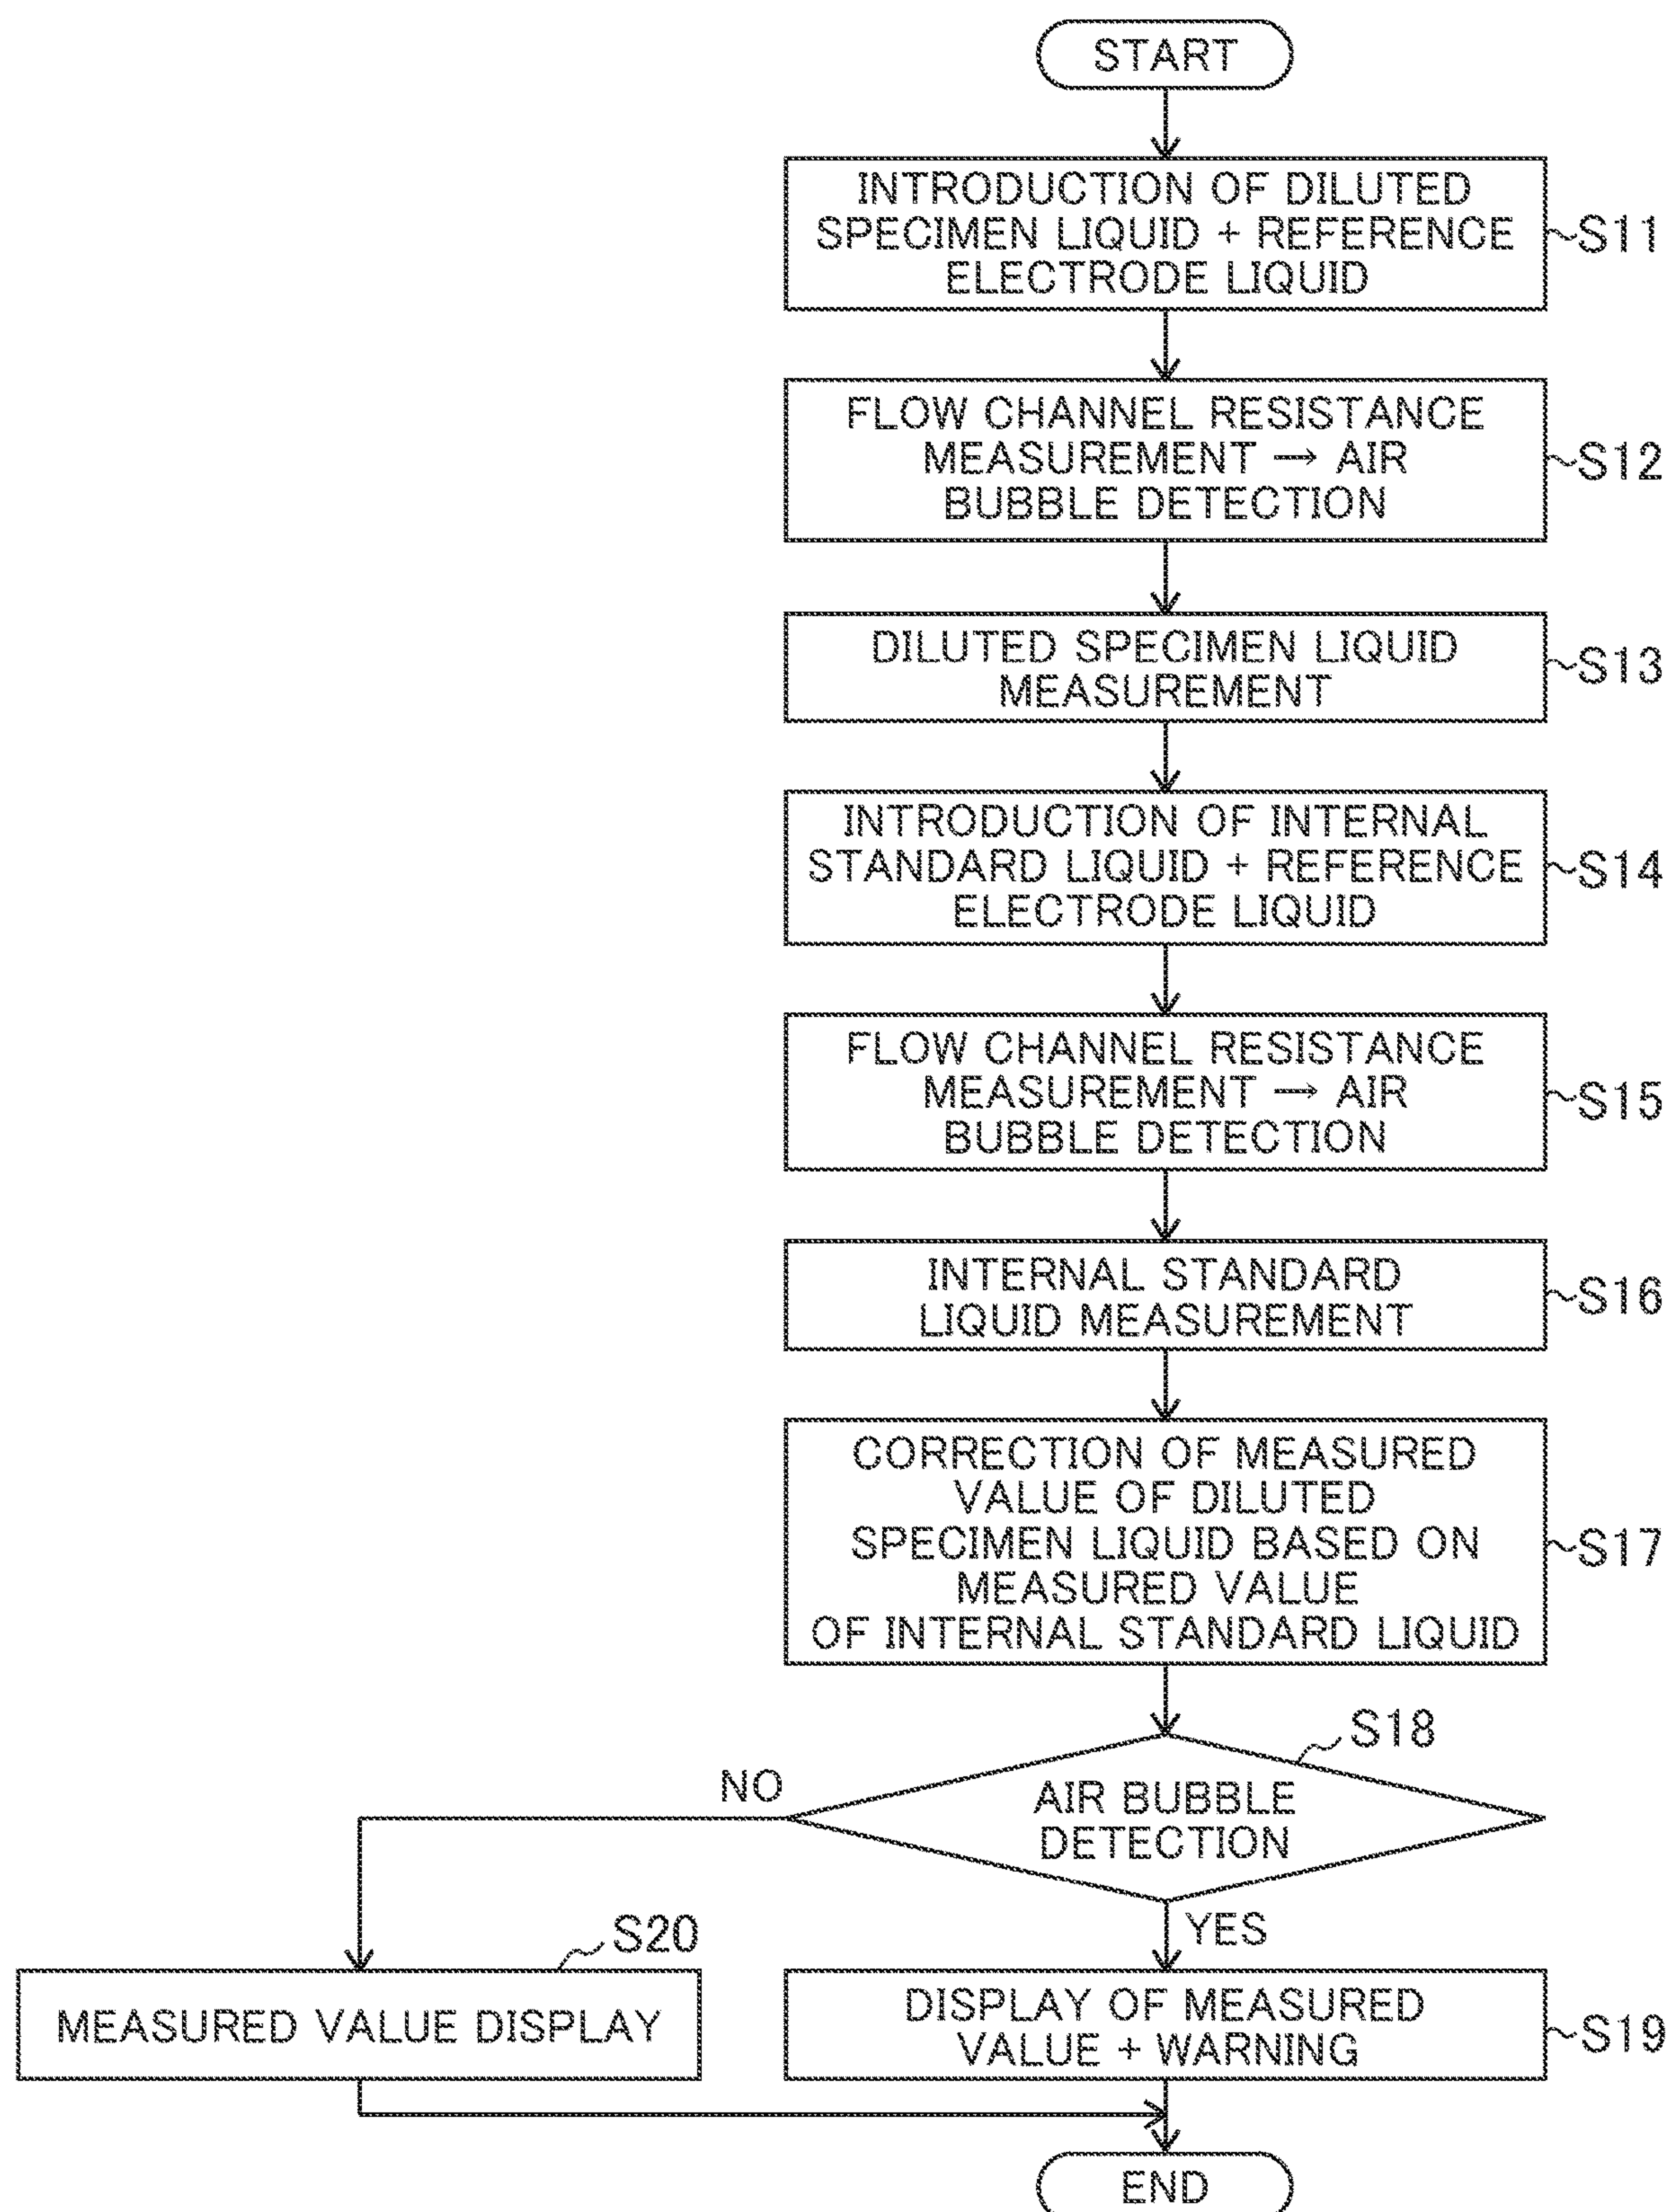 START
INTRODUCTION OF DILUTED
SPECIMEN LIQUID + REFERENCE
ELECTRODE LIQUID
S11
FLOW CHANNEL RESISTANCE
MEASUREMENT → AIR
BUBBLE DETECTION
S12
DILUTED SPECIMEN LIQUID
MEASUREMENT
S13
INTRODUCTION OF INTERNAL
STANDARD LIQUID + REFERENCE
ELECTRODE LIQUID
S14
FLOW CHANNEL RESISTANCE
MEASUREMENT → AIR
BUBBLE DETECTION
S15
INTERNAL STANDARD
LIQUID MEASUREMENT
S16
CORRECTION OF MEASURED
VALUE OF DILUTED
SPECIMEN LIQUID BASED ON
MEASURED VALUE
OF INTERNAL STANDARD LIQUID
S17
S18
NO
AIR BUBBLE
DETECTION
YES
S20
MEASURED VALUE DISPLAY
DISPLAY OF MEASURED
VALUE + WARNING
S19
END